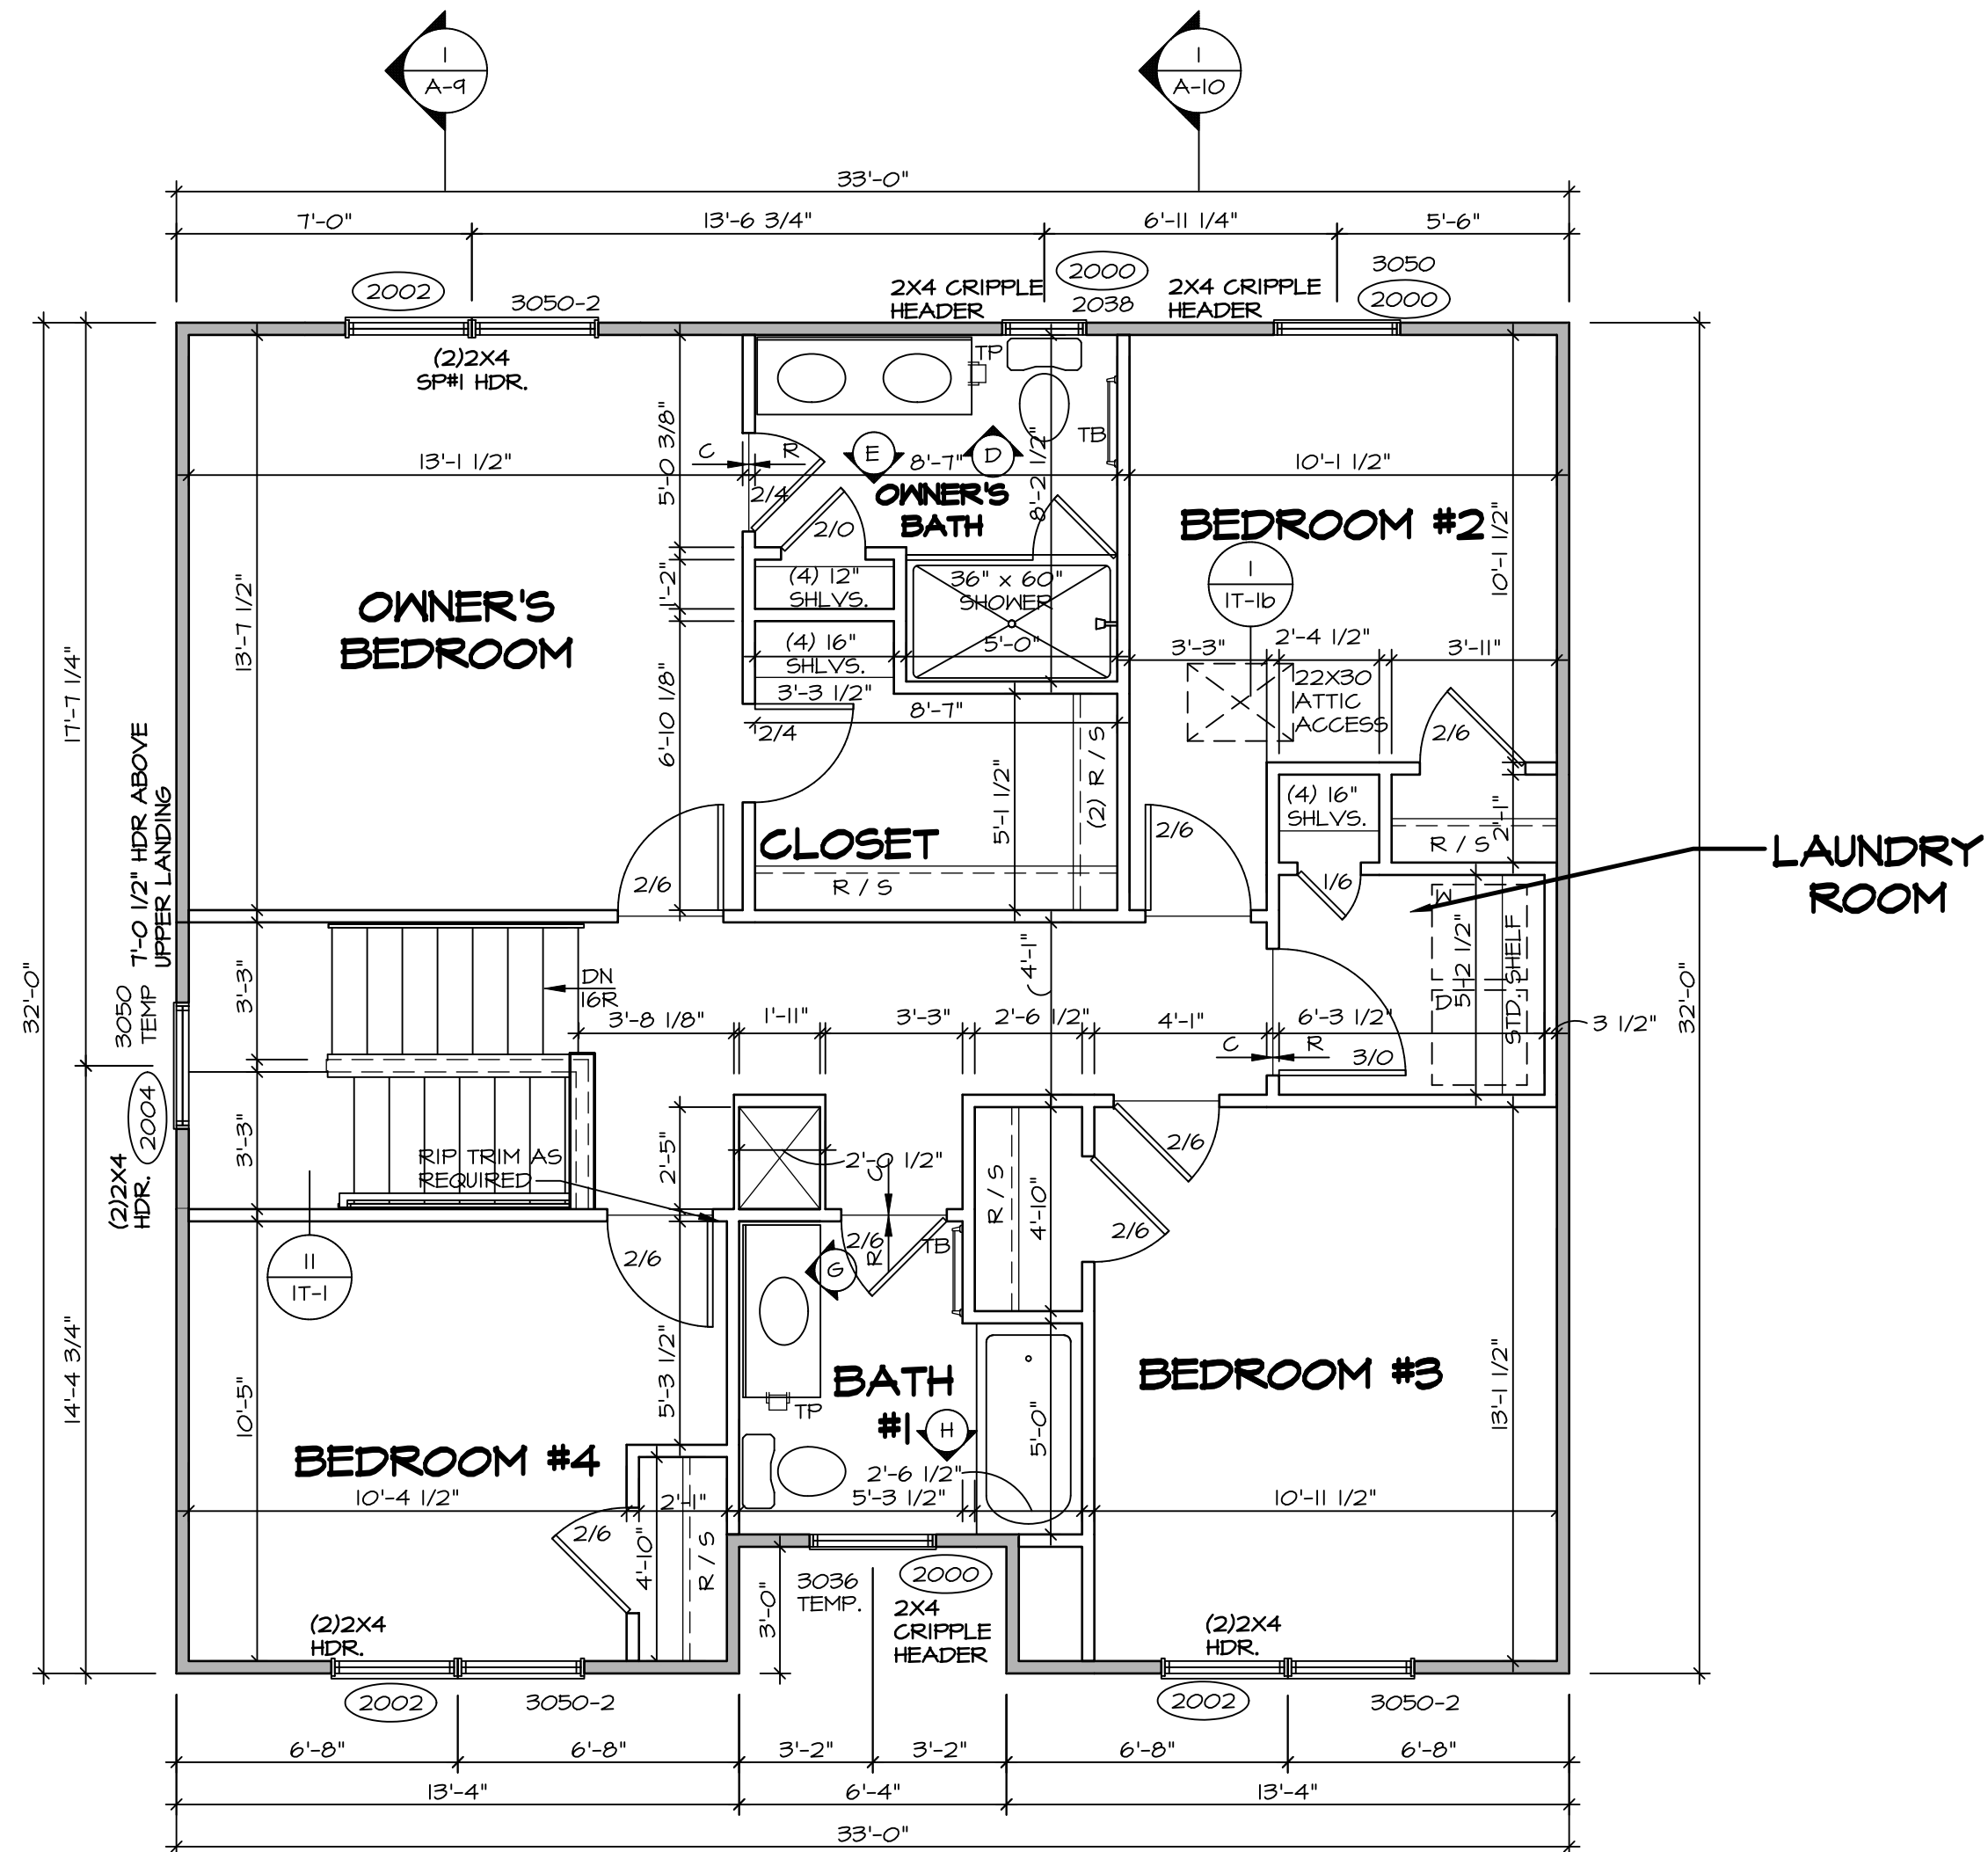 1
A-9
1
A-10
33'-0"
7'-0"
13'-6 3/4"
6'-11 1/4"
5'-6"
2002
3050-2
2X4 CRIPPLE
HEADER
2000
2038
2X4 CRIPPLE
HEADER
3050
2000
(2)2X4
SP#1 HDR.
TP
TB
C
R
E
D
13'-1 1/2"
5'-0 3/8"
8'-7"
8'-2 1/2"
10'-1 1/2"
2/4
OWNER'S
BATH
2/0
BEDROOM #2
10'-1 1/2"
13'-7 1/2"
OWNER'S
BEDROOM
1'-2"
(4) 12"
SHLVS.
36" x 60"
SHOWER
5'-0"
1
IT-1b
(4) 16"
SHLVS.
3'-3 1/2"
6'-10 1/8"
3'-3"
2'-4 1/2"
3'-11"
22X30
ATTIC
ACCESS
8'-7"
2/4
2/6
17'-7 1/4"
7'-0 1/2" HDR ABOVE
UPPER LANDING
5'-1 1/2"
(2) R / S
(4) 16"
SHLVS.
2'-1"
R / S
CLOSET
R / S
2/6
2/6
1/6
LAUNDRY
ROOM
W
D
5'-2 1/2"
STD. SHELF
32'-0"
3050
TEMP
3'-3"
DN
16R
4'-1"
3'-8 1/8"
1'-11"
3'-3"
2'-6 1/2"
4'-1"
6'-3 1/2"
3 1/2"
32'-0"
C
R
3/0
2004
(2)2X4
HDR.
3'-3"
RIP TRIM AS
REQUIRED
2'-5"
2'-0 1/2"
C
R
2/6
TB
R / S
4'-10"
2/6
2/6
2/6
11
IT-1
G
14'-4 3/4"
10'-5"
5'-3 1/2"
BATH
#1
H
TP
5'-0"
BEDROOM #3
13'-1 1/2"
BEDROOM #4
10'-4 1/2"
2'-1"
2'-6 1/2"
5'-3 1/2"
10'-11 1/2"
2/6
4'-10"
R / S
3'-0"
3036
TEMP.
2000
2X4
CRIPPLE
HEADER
(2)2X4
HDR.
(2)2X4
HDR.
2002
3050-2
2002
3050-2
6'-8"
6'-8"
3'-2"
3'-2"
6'-8"
6'-8"
13'-4"
6'-4"
13'-4"
33'-0"